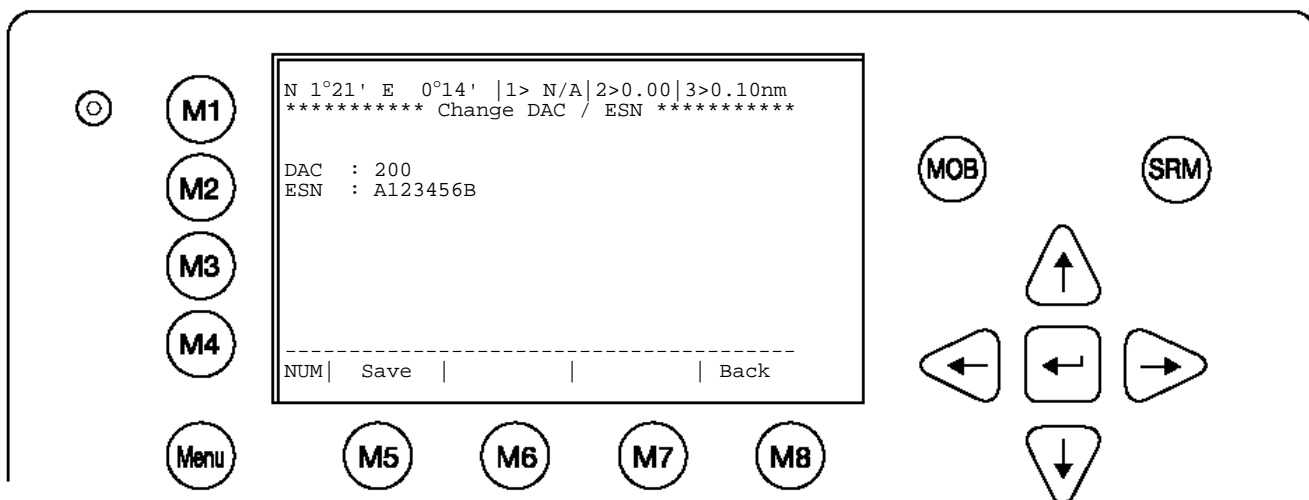 N 1°21' E  0°14' |1> N/A|2>0.00|3>0.10nm
*********** Change DAC / ESN ***********
DAC  : 200
ESN  : A123456B
----------------------------------------
NUM|  Save  |         |         | Back
M1
M2
M3
M4
Menu
M5
M6
M7
M8
MOB
SRM